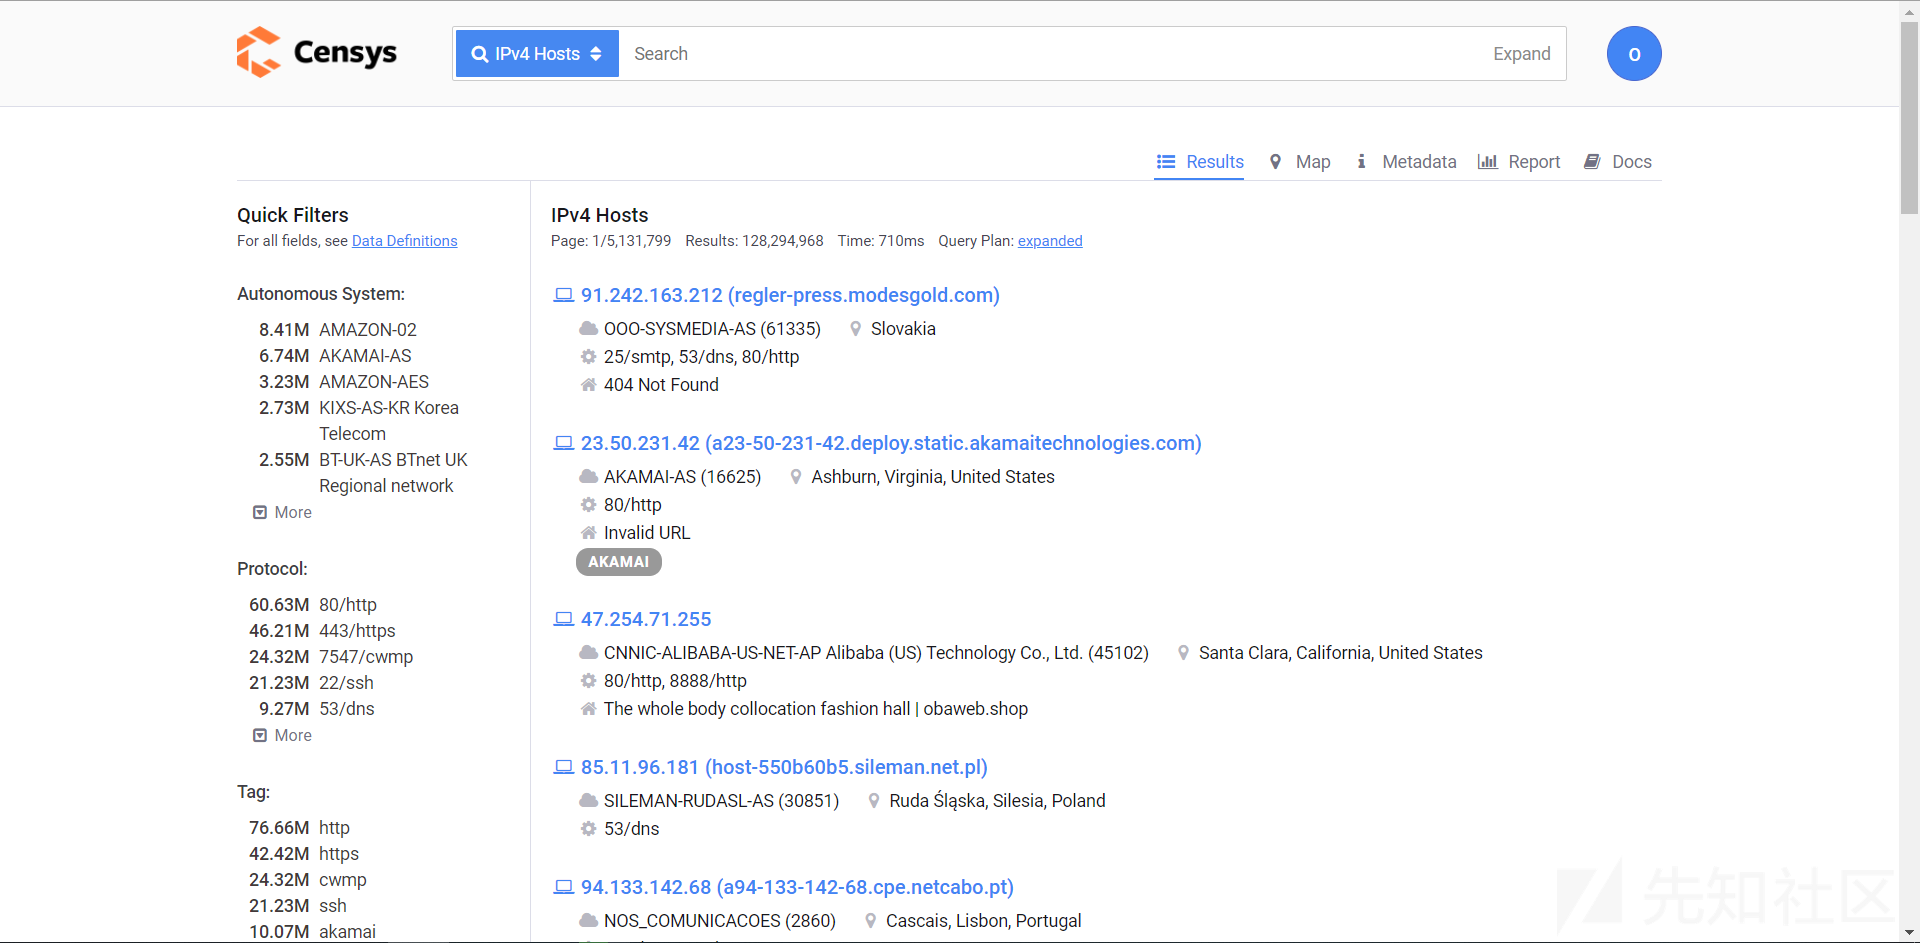 Censys
IPv4 Hosts
Search
Expand
O
Results
Map
Metadata
Report
Docs
Quick Filters
For all fields, see Data Definitions
Autonomous System:
8.41M AMAZON-02
6.74M AKAMAI-AS
3.23M AMAZON-AES
2.73M KIXS-AS-KR Korea
Telecom
2.55M BT-UK-AS BTnet UK
Regional network
More
Protocol:
60.63M 80/http
46.21M 443/https
24.32M 7547/cwmp
21.23M 22/ssh
9.27M 53/dns
More
Tag:
76.66M http
42.42M https
24.32M cwmp
21.23M ssh
10.07M akamai
IPv4 Hosts
Page: 1/5,131,799 Results: 128,294,968 Time: 710ms Query Plan: expanded
91.242.163.212 (regler-press.modesgold.com)
OOO-SYSMEDIA-AS (61335) Slovakia
25/smtp, 53/dns, 80/http
404 Not Found
23.50.231.42 (a23-50-231-42.deploy.static.akamaitechnologies.com)
AKAMAI-AS (16625) Ashburn, Virginia, United States
80/http
Invalid URL
AKAMAI
47.254.71.255
CNNIC-ALIBABA-US-NET-AP Alibaba (US) Technology Co., Ltd. (45102) Santa Clara, California, United States
80/http, 8888/http
The whole body collocation fashion hall | obaweb.shop
85.11.96.181 (host-550b60b5.sileman.net.pl)
SILEMAN-RUDASL-AS (30851) Ruda Śląska, Silesia, Poland
53/dns
94.133.142.68 (a94-133-142-68.cpe.netcabo.pt)
NOS_COMUNICACOES (2860) Cascais, Lisbon, Portugal
先知社区